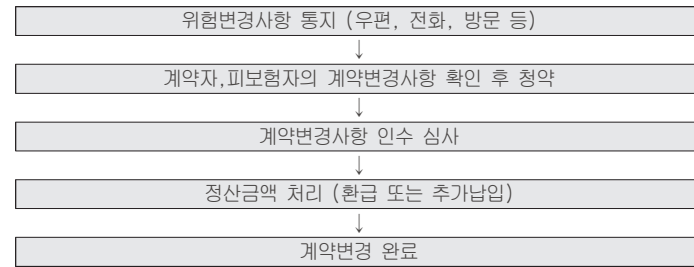 위험변경사항 통지 (우편, 전화, 방문 등)
↓
계약자,피보험자의 계약변경사항 확인 후 청약
↓
계약변경사항 인수 심사
↓
정산금액 처리 (환급 또는 추가납입)
↓
계약변경 완료